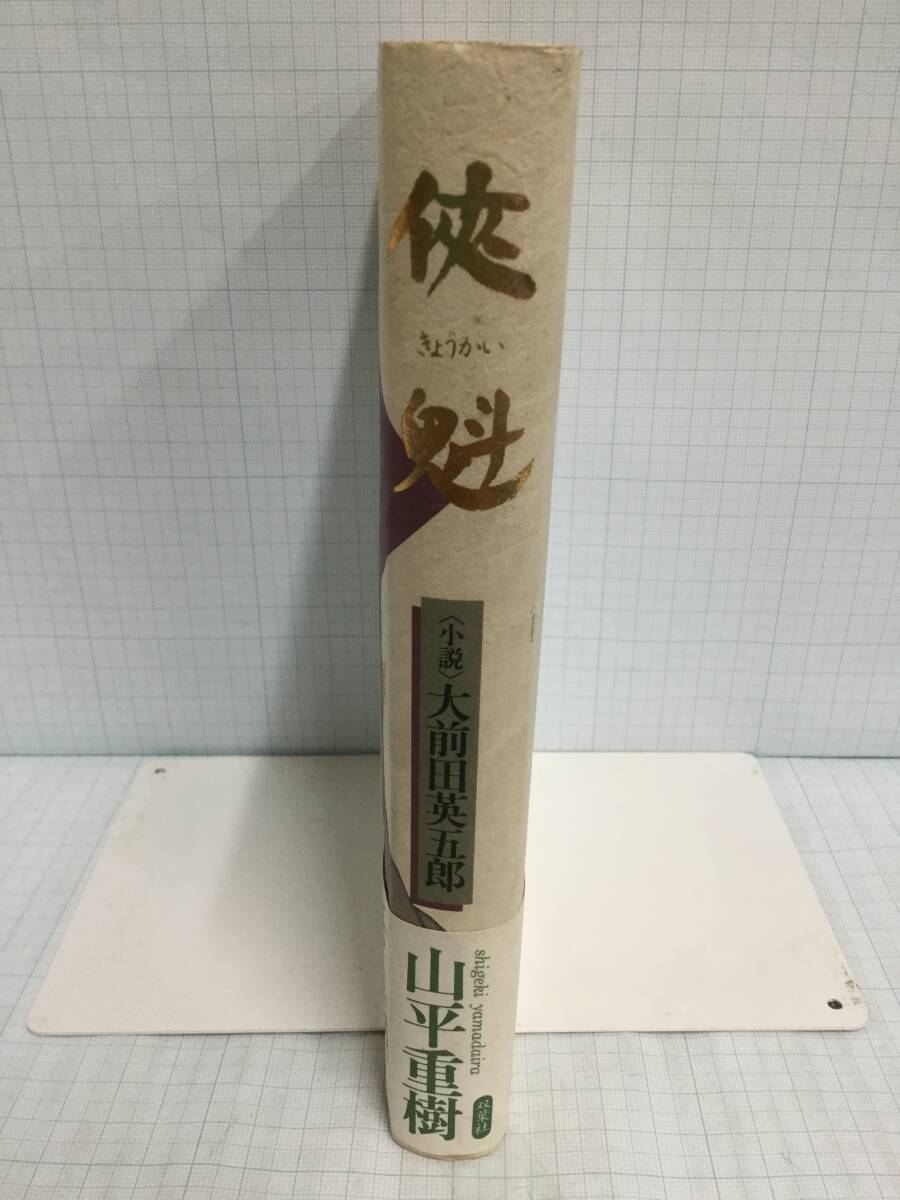 俠魁
きょうかい
〈小説〉大前田英五郎
山平重樹
shigeki yamadaira
双葉社